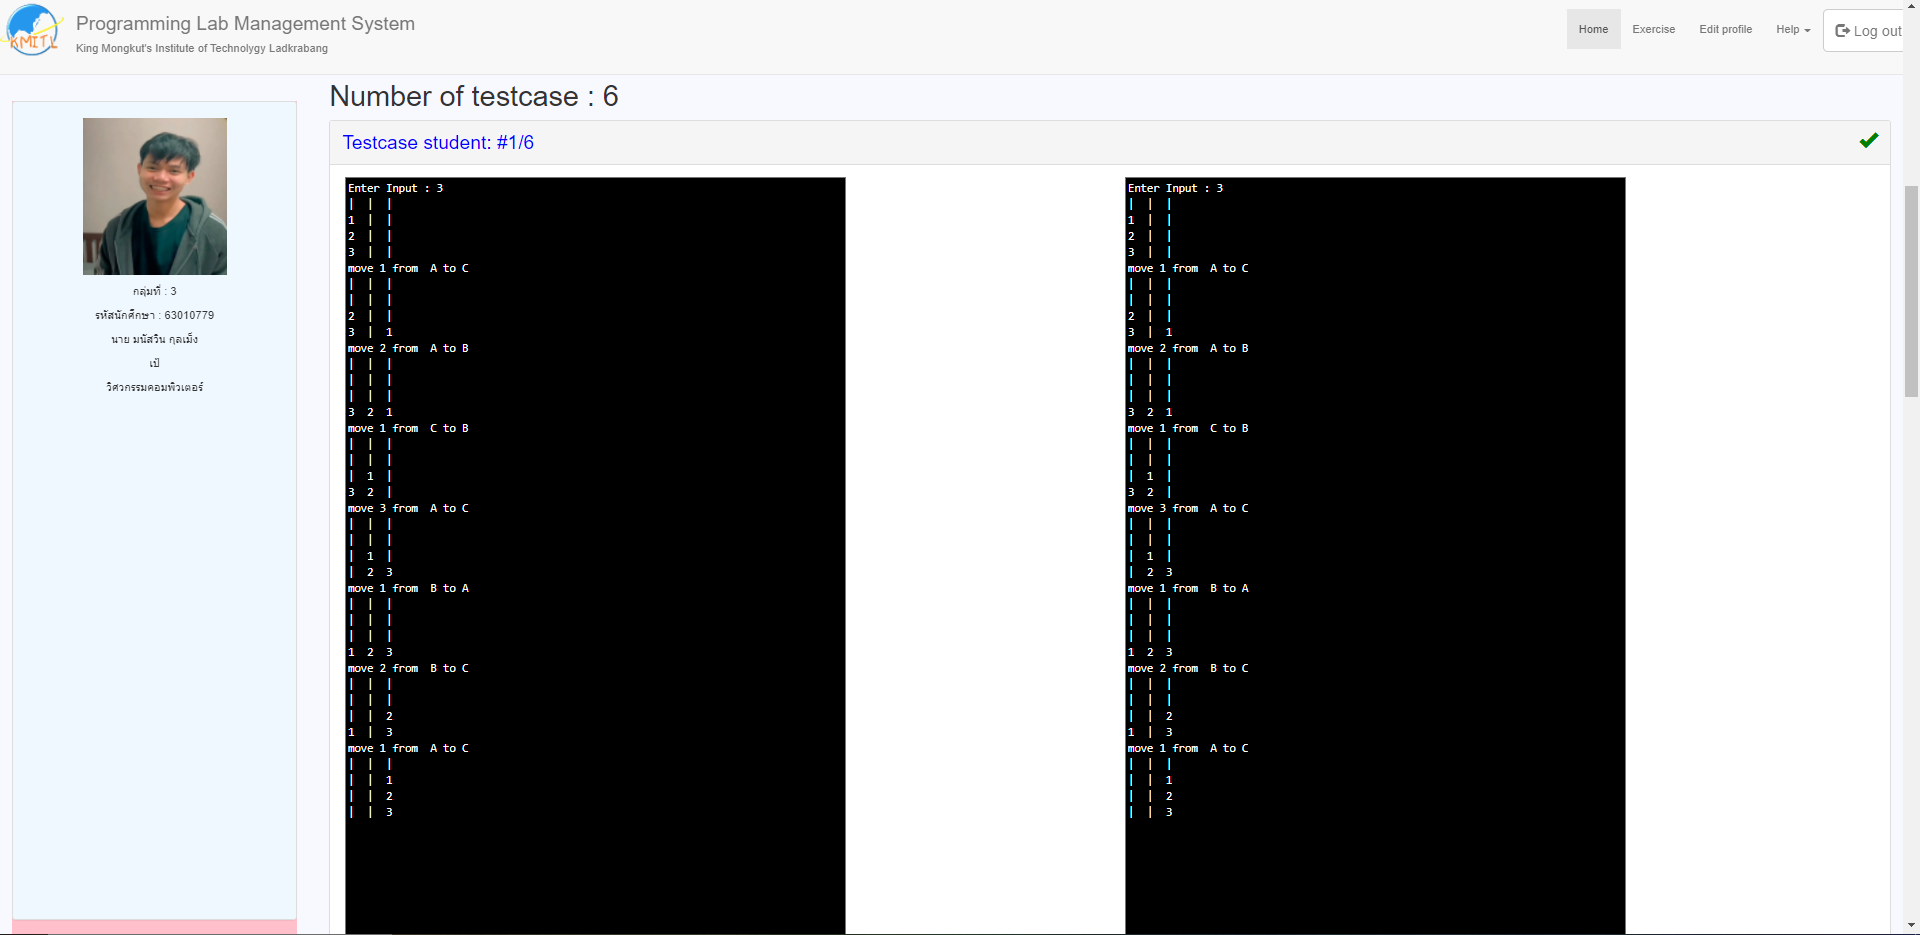 KMITL
Programming Lab Management System
King Mongkut's Institute of Technolygy Ladkrabang
Home
Exercise
Edit profile
Help
Log out
กลุ่มที่ : 3
รหัสนักศึกษา : 63010779
นาย มนัสวิน กุลเม็ง
เป้
วิศวกรรมคอมพิวเตอร์
Number of testcase : 6
Testcase student: #1/6
Enter Input : 3
|  |  |
1  |  |
2  |  |
3  |  |
move 1 from  A to C
|  |  |
|  |  |
2  |  |
3  |  1
move 2 from  A to B
|  |  |
|  |  |
|  |  |
3  2  1
move 1 from  C to B
|  |  |
|  |  |
|  1  |
3  2  |
move 3 from  A to C
|  |  |
|  |  |
|  1  |
|  2  3
move 1 from  B to A
|  |  |
|  |  |
|  |  |
1  2  3
move 2 from  B to C
|  |  |
|  |  |
|  |  2
1  |  3
move 1 from  A to C
|  |  |
|  |  1
|  |  2
|  |  3
Enter Input : 3
|  |  |
1  |  |
2  |  |
3  |  |
move 1 from  A to C
|  |  |
|  |  |
2  |  |
3  |  1
move 2 from  A to B
|  |  |
|  |  |
|  |  |
3  2  1
move 1 from  C to B
|  |  |
|  |  |
|  1  |
3  2  |
move 3 from  A to C
|  |  |
|  |  |
|  1  |
|  2  3
move 1 from  B to A
|  |  |
|  |  |
|  |  |
1  2  3
move 2 from  B to C
|  |  |
|  |  |
|  |  2
1  |  3
move 1 from  A to C
|  |  |
|  |  1
|  |  2
|  |  3